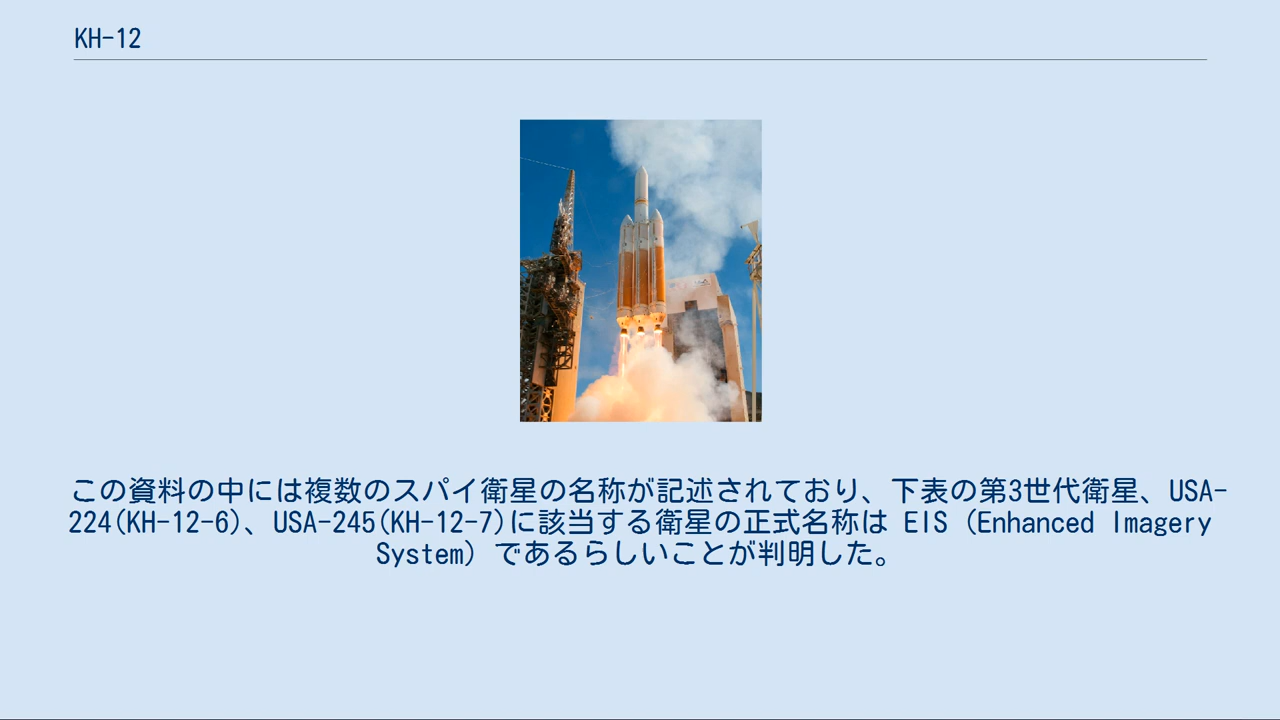 KH-12
この資料の中には複数のスパイ衛星の名称が記述されており、下表の第3世代衛星、USA-
224(KH-12-6)、USA-245(KH-12-7)に該当する衛星の正式名称は EIS (Enhanced Imagery
System) であるらしいことが判明した。